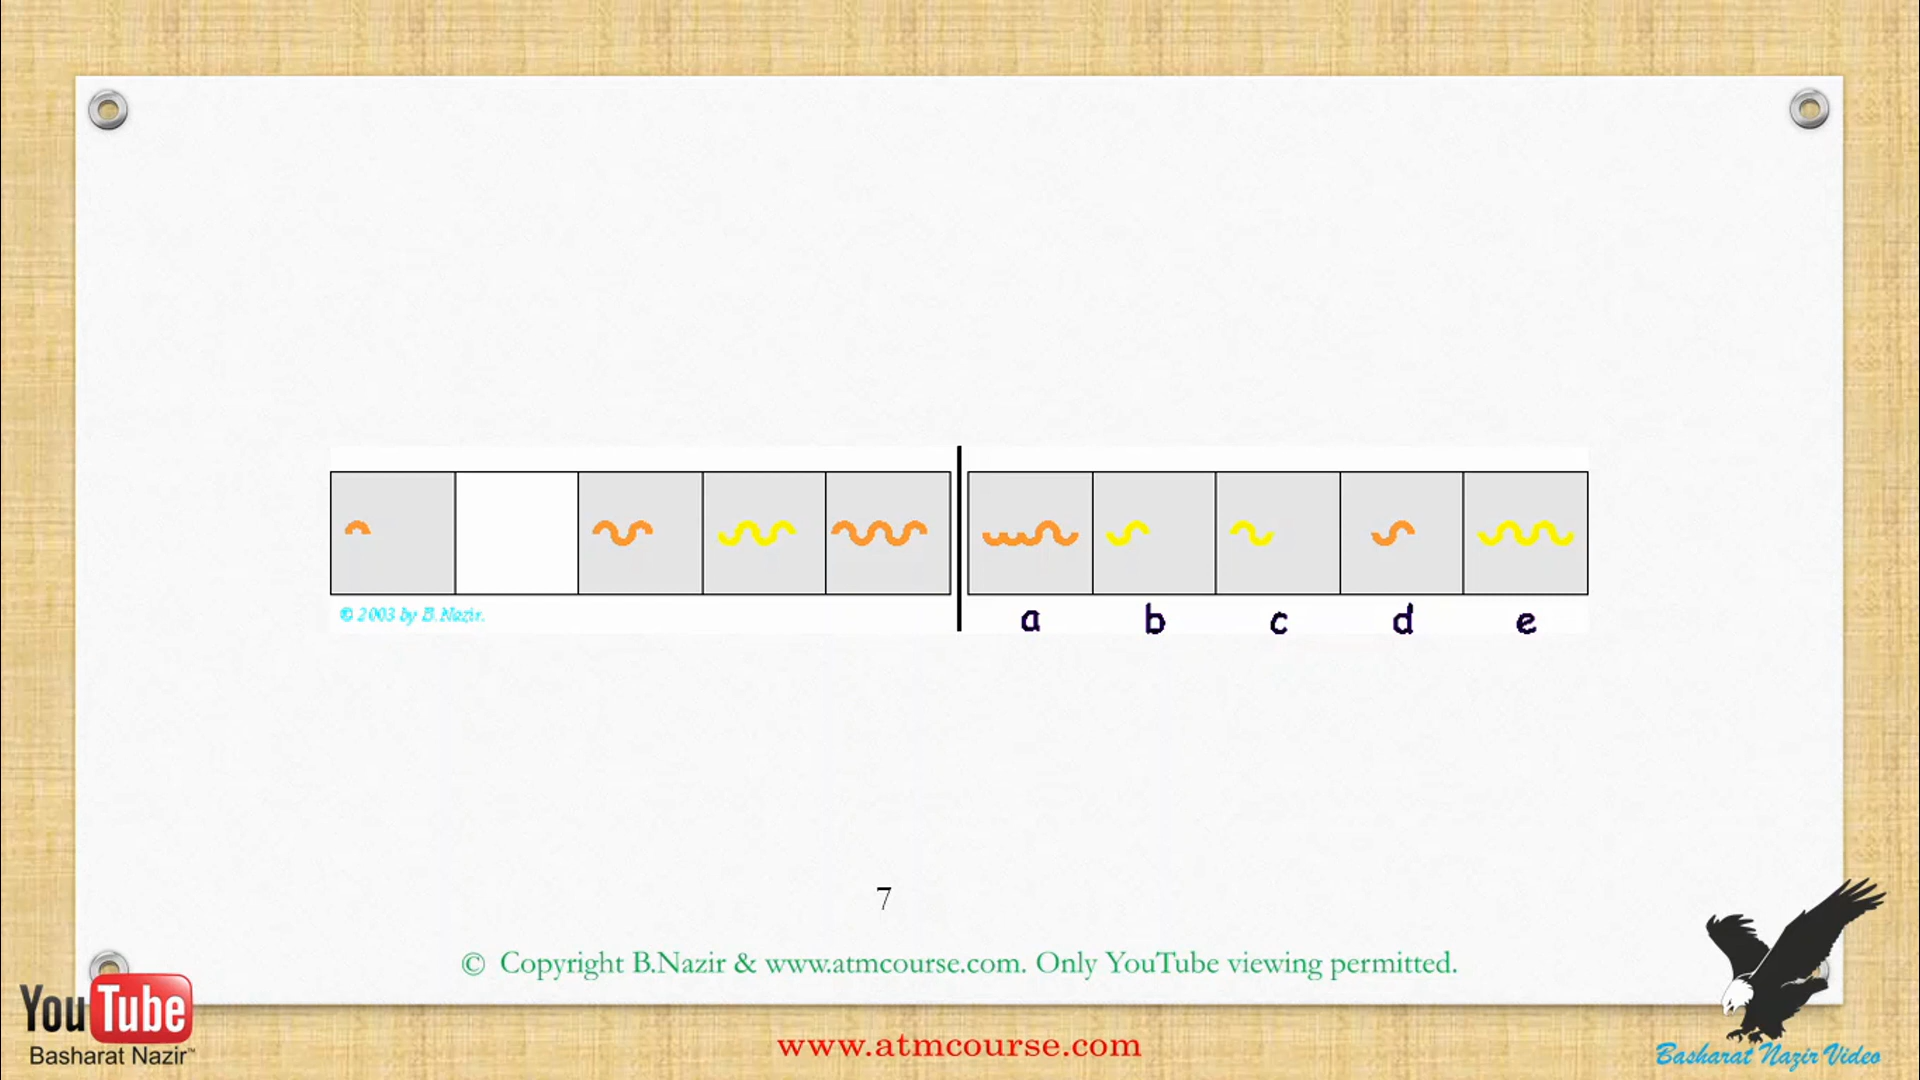 © 2003 by B.Nazir.
a b c d e
7
© Copyright B.Nazir & www.atmcourse.com. Only YouTube viewing permitted.
YouTube
Basharat Nazir™
www.atmcourse.com
Basharat Nazir Video